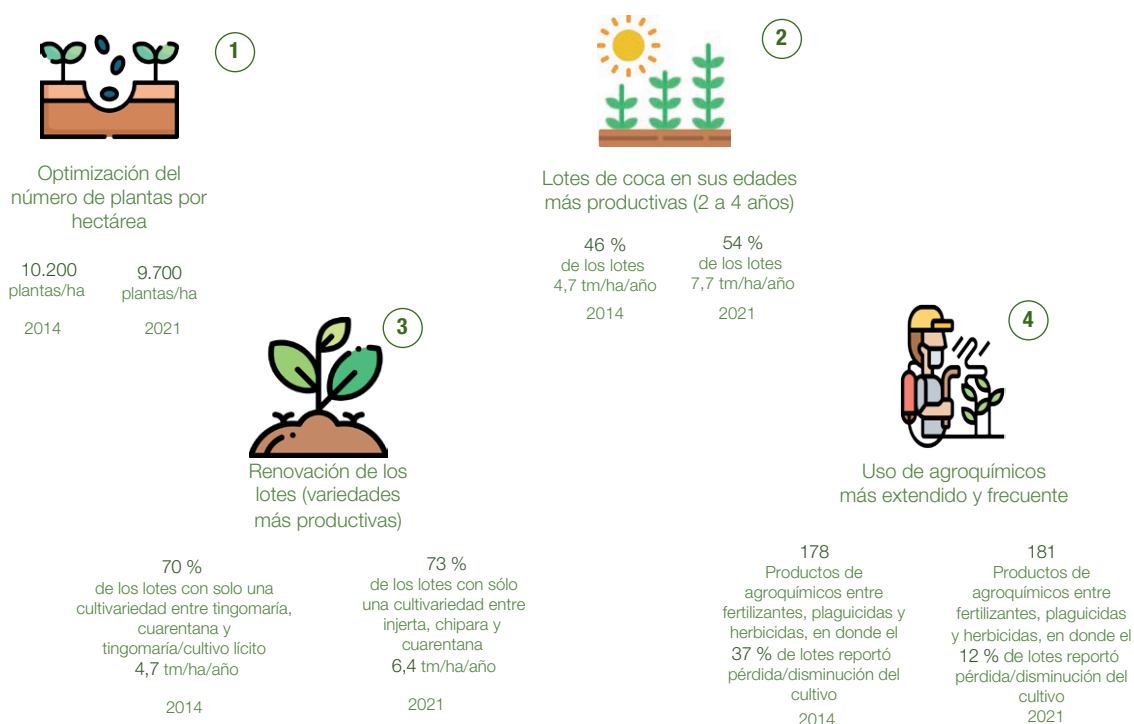 1
Optimización del
número de plantas por
hectárea
10.200
plantas/ha
2014
9.700
plantas/ha
2021
2
Lotes de coca en sus edades
más productivas (2 a 4 años)
46 %
de los lotes
4,7 tm/ha/año
2014
54 %
de los lotes
7,7 tm/ha/año
2021
3
Renovación de los
lotes (variedades
más productivas)
70 %
de los lotes con solo una
cultivariedad entre tingomaría,
cuarentana y
tingomaría/cultivo lícito
4,7 tm/ha/año
2014
73 %
de los lotes con sólo
una cultivariedad entre
injerta, chipara y
cuarentana
6,4 tm/ha/año
2021
4
Uso de agroquímicos
más extendido y frecuente
178
Productos de
agroquímicos entre
fertilizantes, plaguicidas y
herbicidas, en donde el
37 % de lotes reportó
pérdida/disminución del
cultivo
2014
181
Productos de
agroquímicos entre
fertilizantes, plaguicidas
y herbicidas, en donde el
12 % de lotes reportó
pérdida/disminución del
cultivo
2021